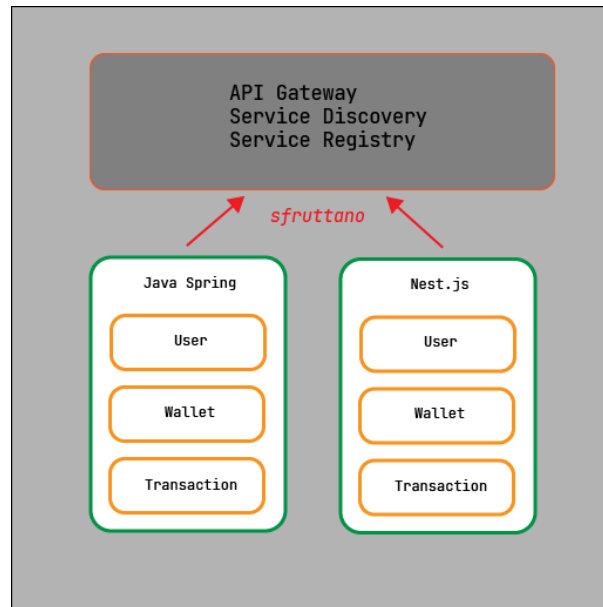 API Gateway
Service Discovery
Service Registry
sfruttano
Java Spring
User
Wallet
Transaction
Nest.js
User
Wallet
Transaction